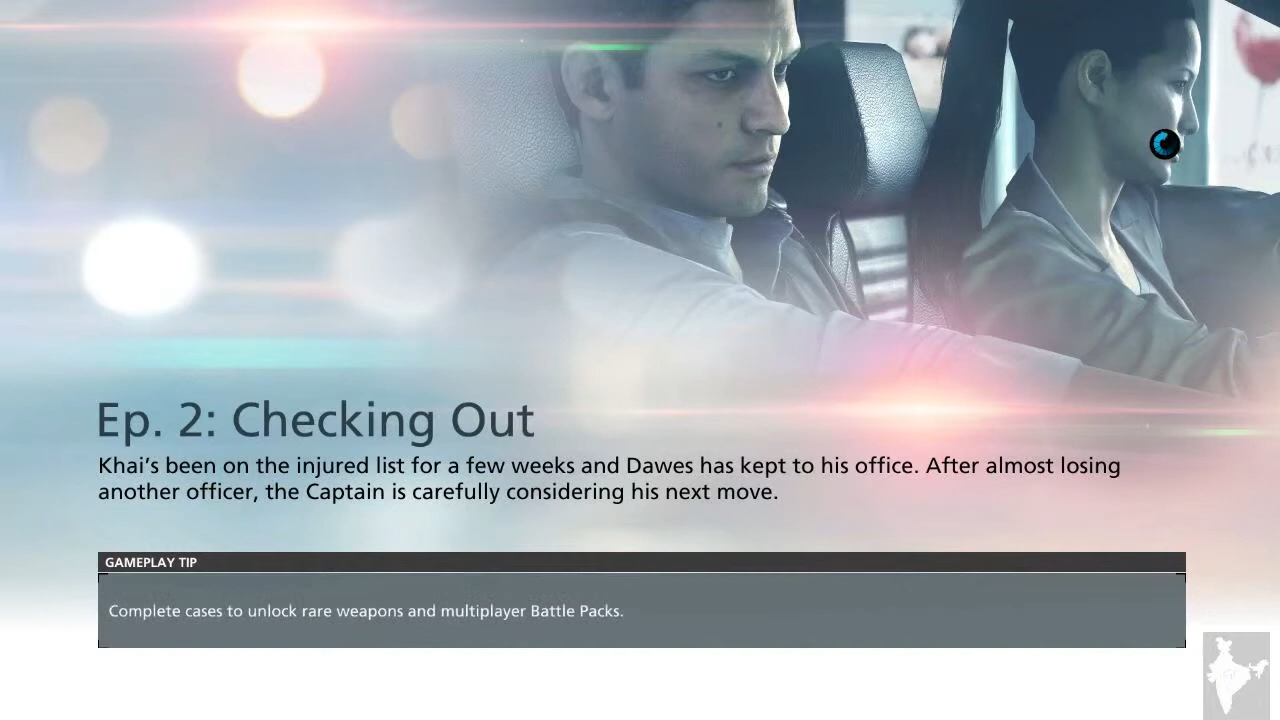 Ep. 2: Checking Out
Khai's been on the injured list for a few weeks and Dawes has kept to his office. After almost losing
another officer, the Captain is carefully considering his next move.
GAMEPLAY TIP
Complete cases to unlock rare weapons and multiplayer Battle Packs.